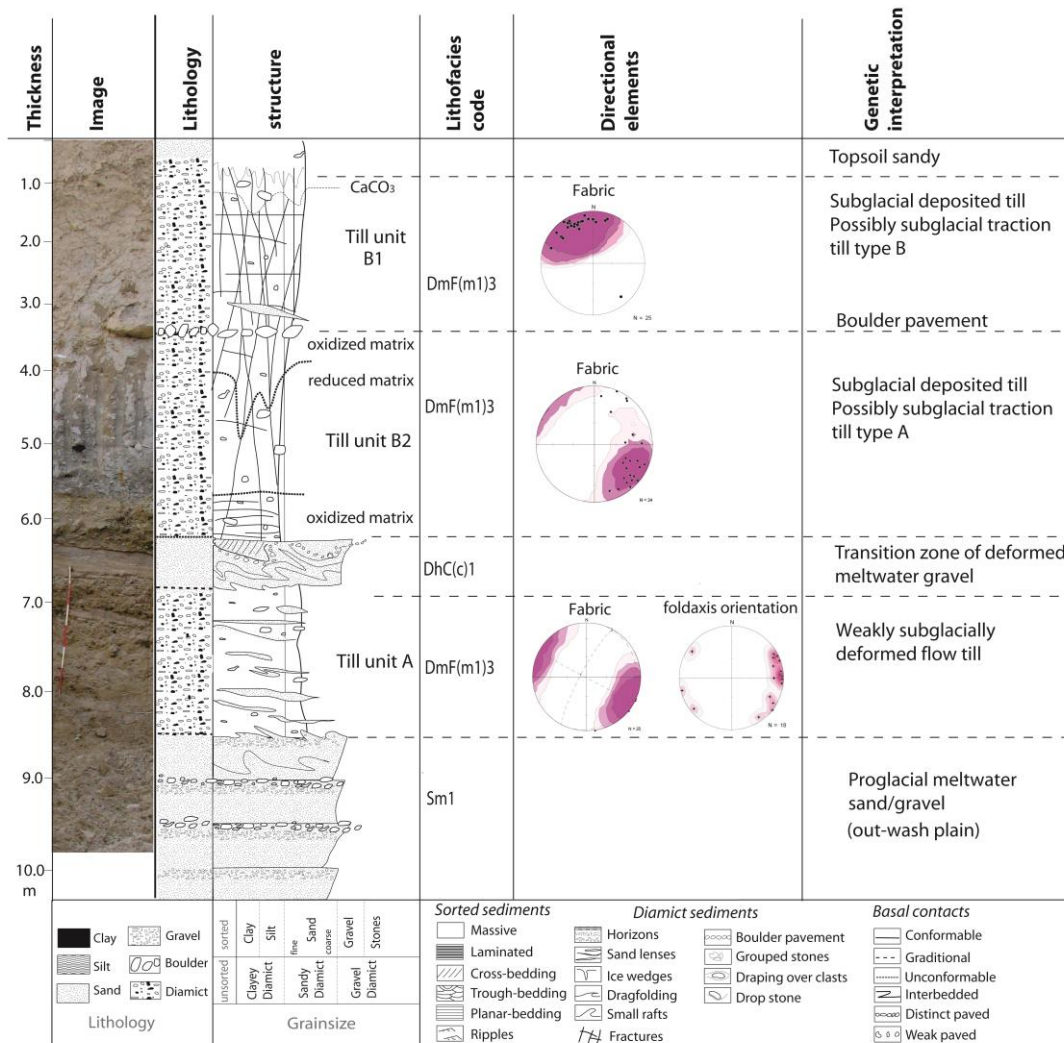 Thickness
Image
Lithology
structure
Lithofacies code
Directional elements
Genetic interpretation
1.0
2.0
3.0
4.0
5.0
6.0
7.0
8.0
9.0
10.0
m
CaCO3
Till unit
B1
oxidized matrix
reduced matrix
Till unit B2
oxidized matrix
Till unit A
DmF(m1)3
DmF(m1)3
DhC(c)1
DmF(m1)3
Sm1
Fabric
N
N = 25
Fabric
N
N = 24
Fabric
N
foldaxis orientation
N
N = 18
Topsoil sandy
Subglacial deposited till
Possibly subglacial traction
till type B
Boulder pavement
Subglacial deposited till
Possibly subglacial traction
till type A
Transition zone of deformed
meltwater gravel
Weakly subglacially
deformed flow till
Proglacial meltwater
sand/gravel
(out-wash plain)
Clay
Silt
Sand
Gravel
Boulder
Diamict
Lithology
sorted
Clay
Silt
fine Sand coarse
Gravel
Stones
unsorted
Clayey Diamict
Sandy Diamict
Gravel Diamict
Grainsize
Sorted sediments
Massive
Laminated
Cross-bedding
Trough-bedding
Planar-bedding
Ripples
Diamict sediments
Horizons
Sand lenses
Ice wedges
Dragfolding
Small rafts
Fractures
Boulder pavement
Grouped stones
Draping over clasts
Drop stone
Basal contacts
Conformable
Graditional
Unconformable
Interbedded
Distinct paved
Weak paved